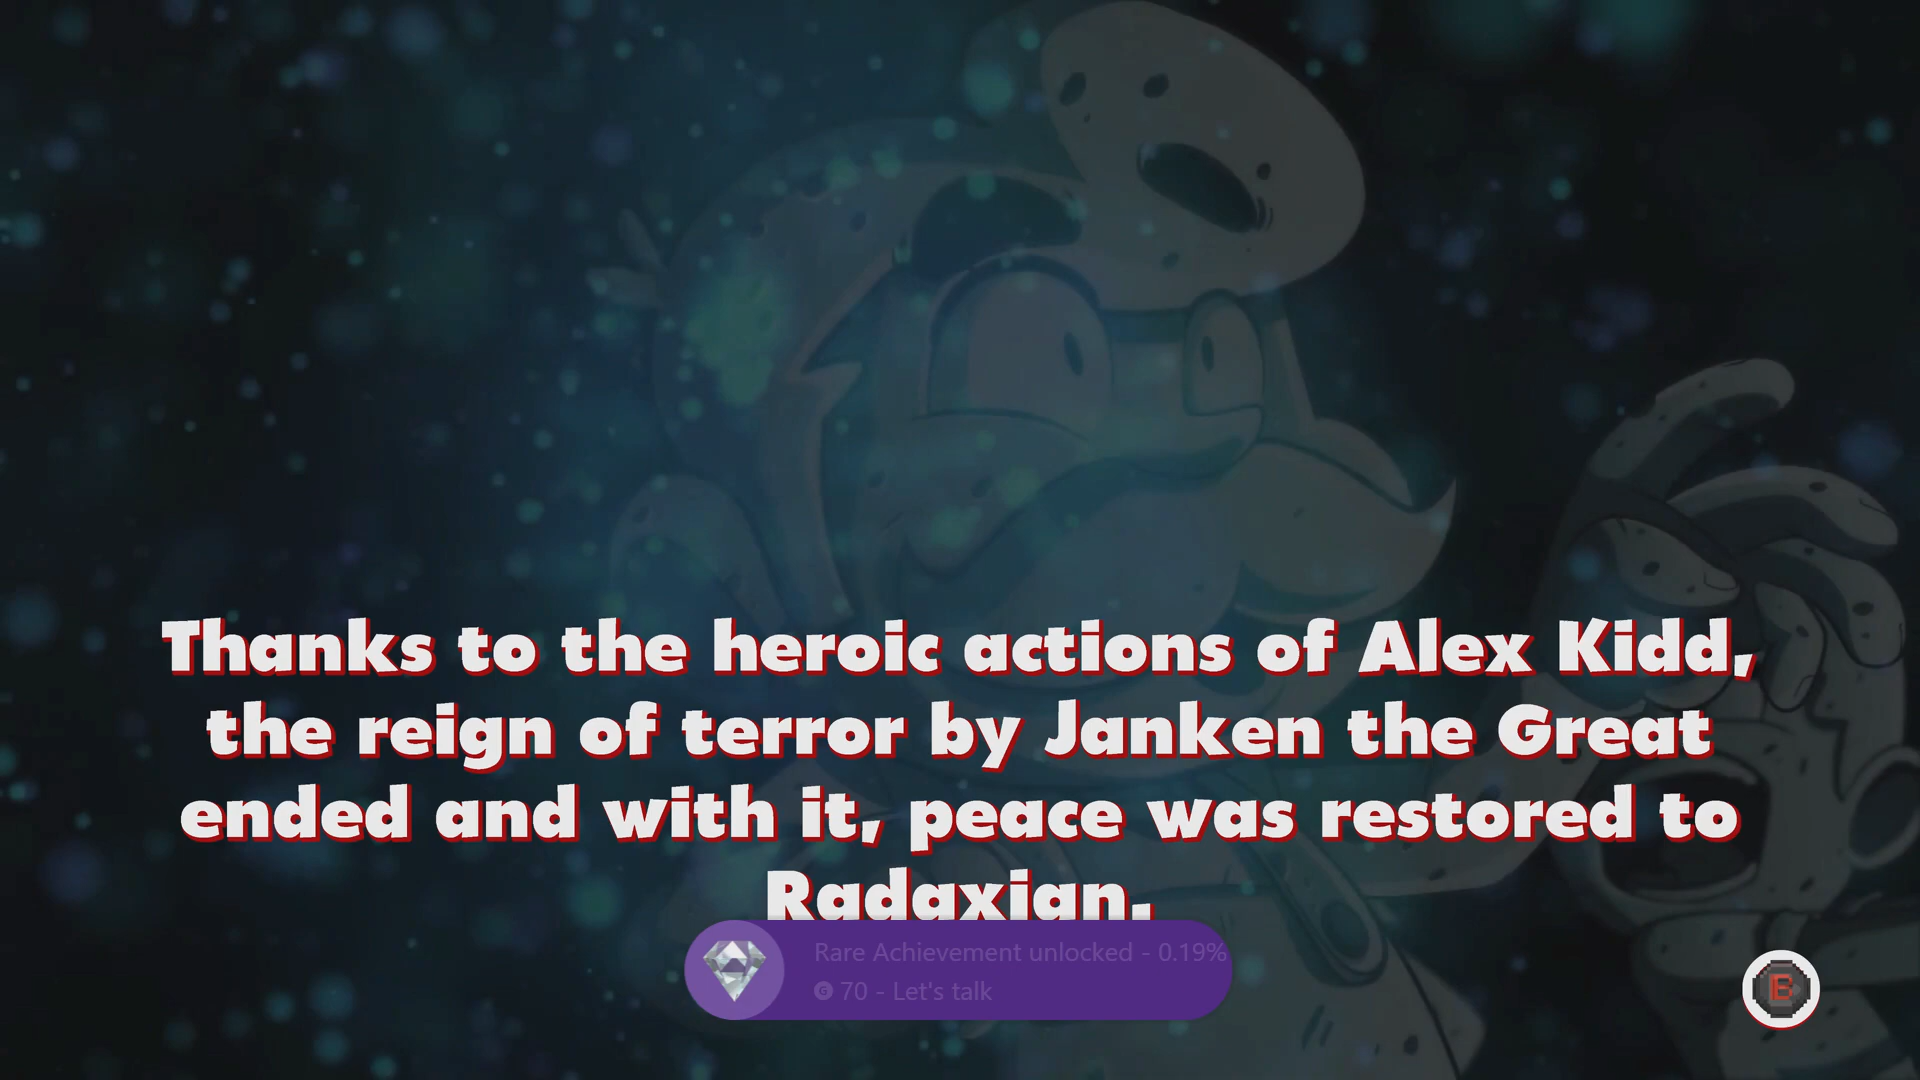 Thanks to the heroic actions of Alex Kidd,
the reign of terror by Janken the Great
ended and with it, peace was restored to
Radaxian.
Rare Achievement unlocked - 0.19%
G 70 - Let's talk
B